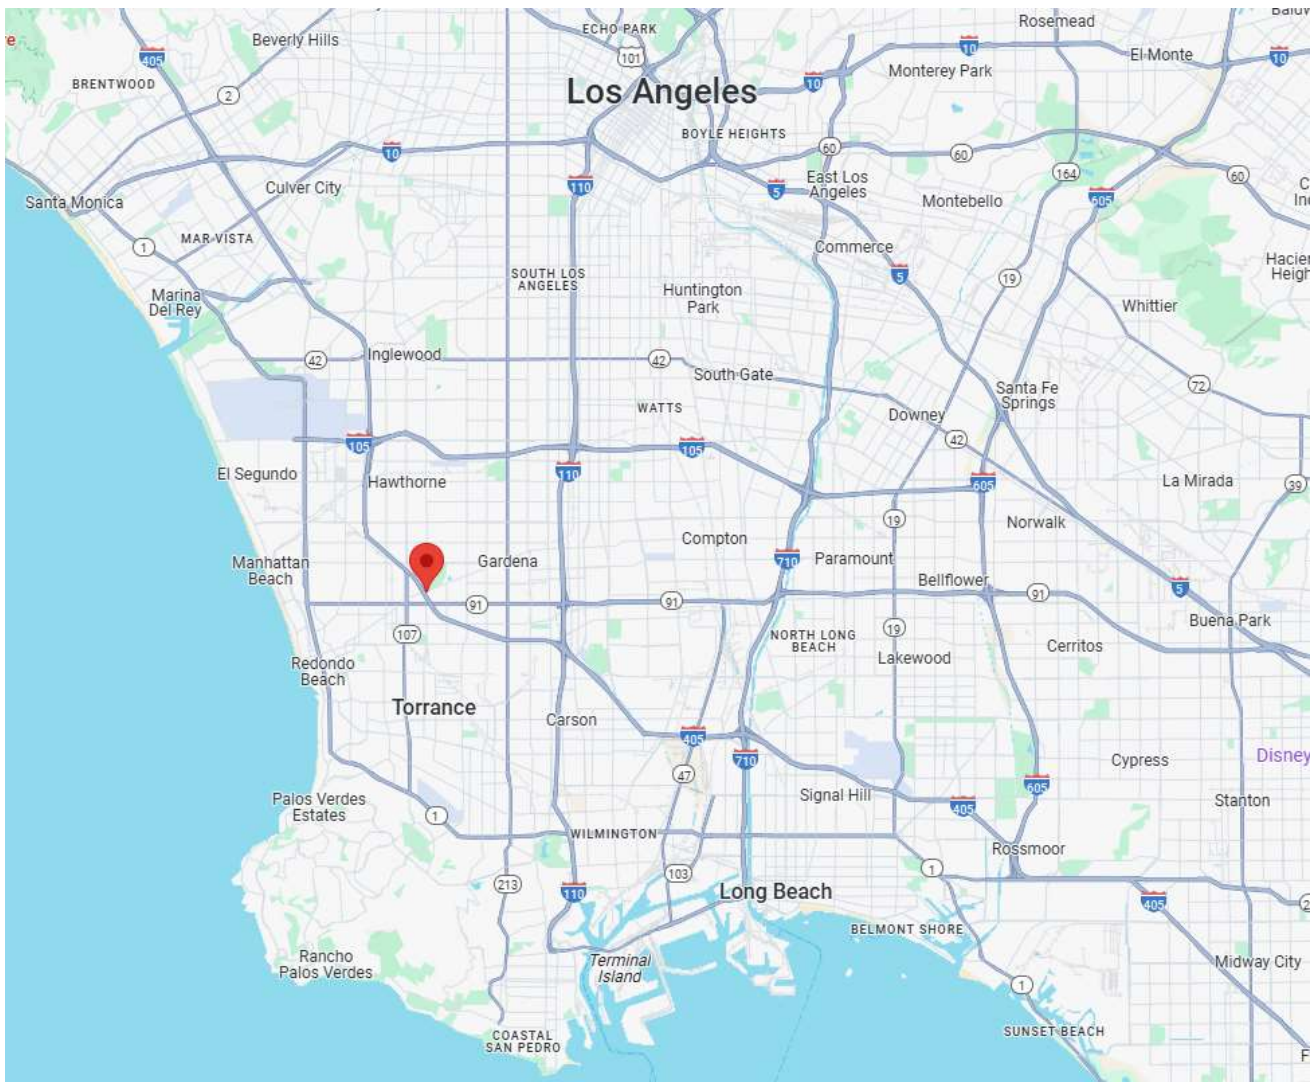 ECHO PARK
Rosemead
Beverly Hills
405
101
10
El Monte
10
BRENTWOOD
Monterey Park
2
Los Angeles
10
BOYLE HEIGHTS
60
60
10
East Los
Angeles
164
60
Culver City
110
5
605
Santa Monica
Montebello
MAR VISTA
1
Commerce
SOUTH LOS
ANGELES
5
19
Marina
Del Rey
Huntington
Park
Whittier
Inglewood
42
42
South Gate
72
Santa Fe
Springs
WATTS
Downey
105
105
42
El Segundo
Hawthorne
110
605
La Mirada
39
19
Norwalk
Compton
Manhattan
Beach
Gardena
710
Paramount
Bellflower
5
91
91
91
Buena Park
107
NORTH LONG
BEACH
19
Cerritos
Redondo
Beach
Lakewood
Torrance
Carson
405
710
Cypress
Disney
47
605
Palos Verdes
Estates
Signal Hill
405
Stanton
1
WILMINGTON
Rossmoor
213
110
103
Long Beach
1
405
BELMONT SHORE
Rancho
Palos Verdes
Terminal
Island
Midway City
1
COASTAL
SAN PEDRO
SUNSET BEACH